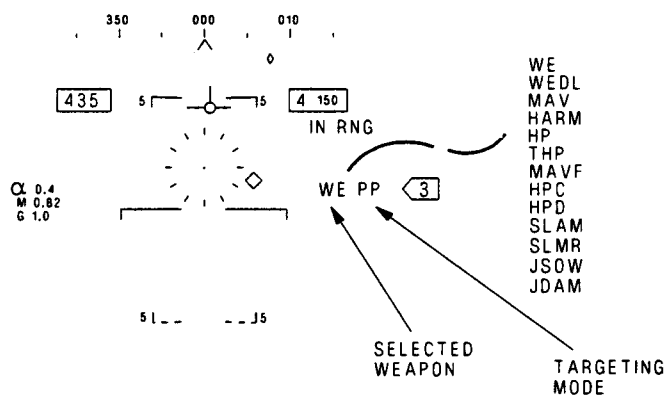 350 000 010
435
5 5
4 150
IN RNG
α 0.4
M 0.82
G 1.0
WE PP 3
5 5
WE
WEDL
MAV
HARM
HP
THP
MAVF
HPC
HPD
SLAM
SLMR
JSOW
JDAM
SELECTED
WEAPON
TARGETING
MODE